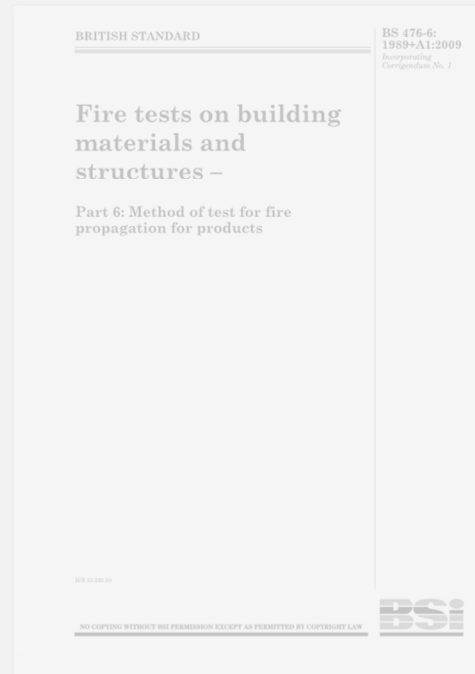 BRITISH STANDARD
BS 476-6:
1989+A1:2009
Incorporating
Corrigendum No. 1
Fire tests on building
materials and
structures –
Part 6: Method of test for fire
propagation for products
NO COPYING WITHOUT BSI PERMISSION EXCEPT AS PERMITTED BY COPYRIGHT LAW
BSi